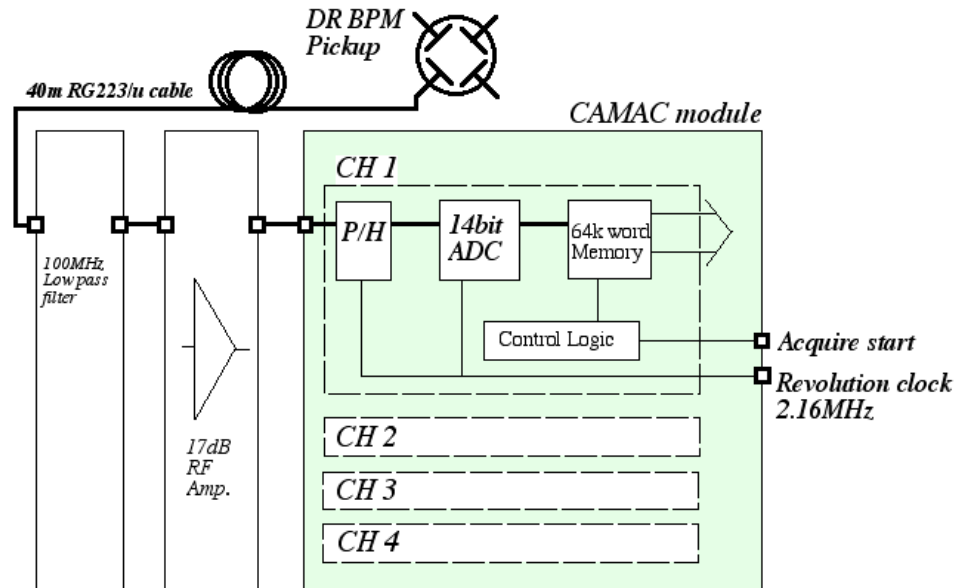 DR BPM
Pickup
40m RG223/u cable
CAMAC module
CH 1
P/H
14bit
ADC
64k word
Memory
100MHz
Low pass
filter
Control Logic
Acquire start
Revolution clock
2.16MHz
17dB
RF
Amp.
CH 2
CH 3
CH 4